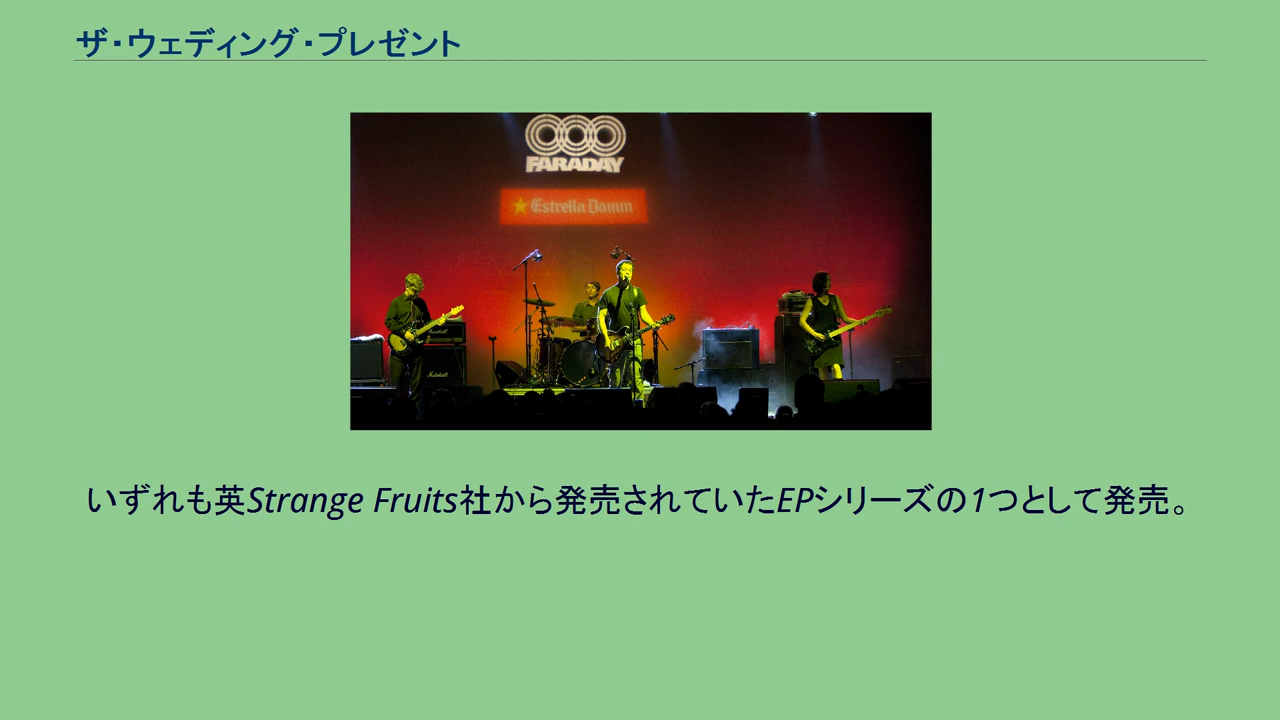 ザ・ウェディング・プレゼント
FARADAY
Estrella Damm
Marshall
Marshall
いずれも英Strange Fruits社から発売されていたEPシリーズの1つとして発売。